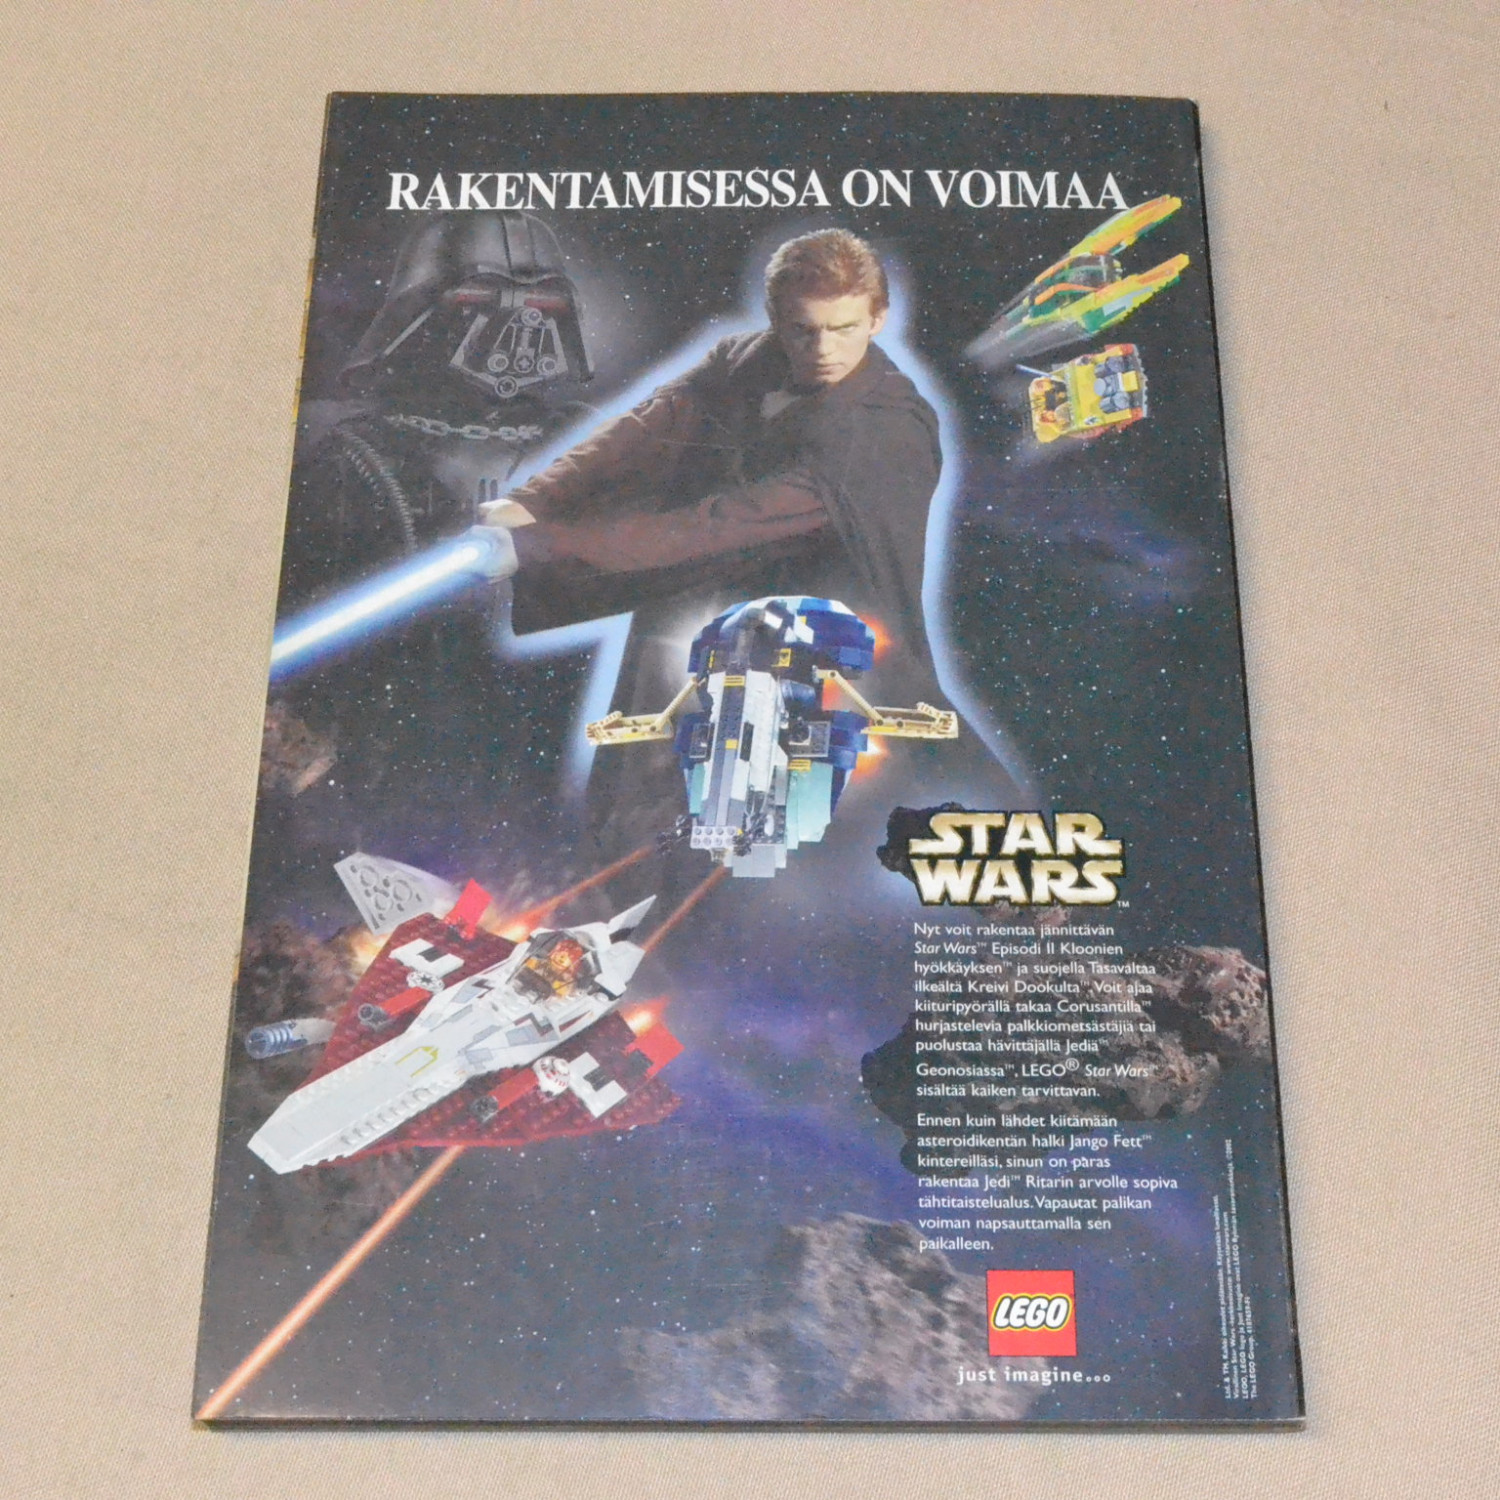 RAKENTAMISESSA ON VOIMAA
STAR
WARS™
Nyt voit rakentaa jännittävän
Star Wars™ Episodi II Kloonien
hyökkäyksen™ ja suojella Tasavaltaa
ilkeältä Kreivi Dookulta™. Voit ajaa
kiituripyörällä takaa Corusantilla™
hurjastelevia palkkiometsästäjiä tai
puolustaa hävittäjällä Jediä™
Geonosiassa™. LEGO® Star Wars™
sisältää kaiken tarvittavan.
Ennen kuin lähdet kiitämään
asteroidikentän halki Jango Fett™
kintereilläsi, sinun on paras
rakentaa Jedi™ Ritarin arvolle sopiva
tähtitaistelualus. Vapautat palikan
voiman napsauttamalla sen
paikalleen.
LEGO
just imagine...